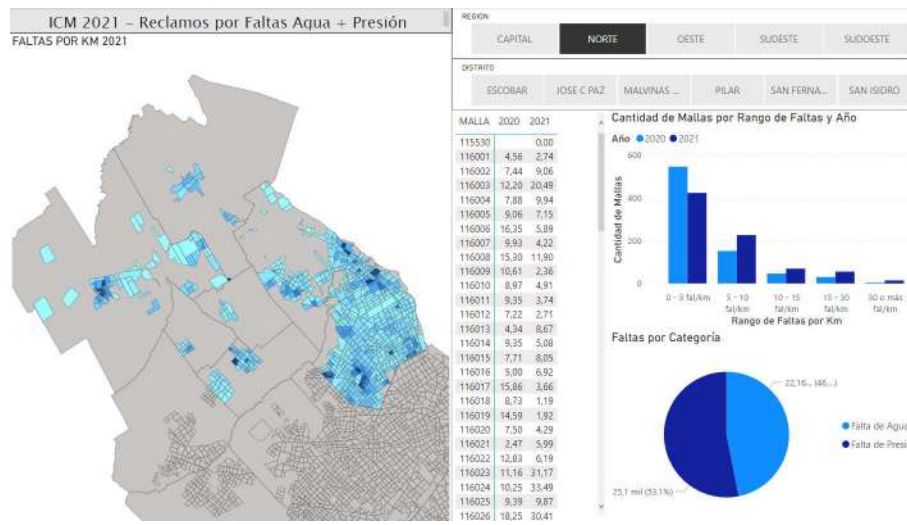 ICM 2021 - Reclamos por Faltas Agua + Presión
FALTAS POR KM 2021
REGION
CAPITAL NORTE OESTE SUDESTE SUDOESTE
DISTRITO
ESCOBAR JOSE C PAZ MALVINAS ... PILAR SAN FERNA... SAN ISIDRO
MALLA 2020 2021
115530 0,00
116001 4,56 2,74
116002 7,44 9,06
116003 12,20 20,49
116004 7,88 9,94
116005 9,06 7,15
116006 16,35 5,89
116007 9,93 4,22
116008 15,30 11,90
116009 10,61 2,36
116010 8,97 4,91
116011 9,35 3,74
116012 7,22 2,71
116013 4,34 8,67
116014 9,35 5,08
116015 7,71 8,05
116016 5,00 6,92
116017 15,86 3,66
116018 8,73 1,19
116019 14,59 1,92
116020 7,50 4,29
116021 2,47 5,99
116022 12,83 6,19
116023 11,16 31,17
116024 10,25 33,49
116025 9,39 9,87
116026 18,25 30,41
Cantidad de Mallas por Rango de Faltas y Año
Año 2020 2021
Cantidad de Mallas
600
400
200
0
0 - 5 fal/km
5 - 10 fal/km
10 - 15 fal/km
15 - 30 fal/km
30 o más fal/km
Rango de Faltas por Km
Faltas por Categoría
22,16... (46,...)
25,1 mil (53,1%)
Falta de Agua
Falta de Presi